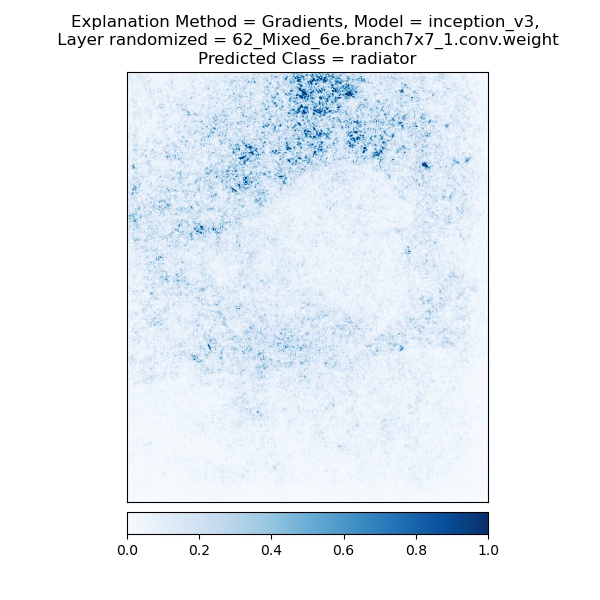 Explanation Method = Gradients, Model = inception_v3,
Layer randomized = 62_Mixed_6e.branch7x7_1.conv.weight
Predicted Class = radiator
0.0 0.2 0.4 0.6 0.8 1.0